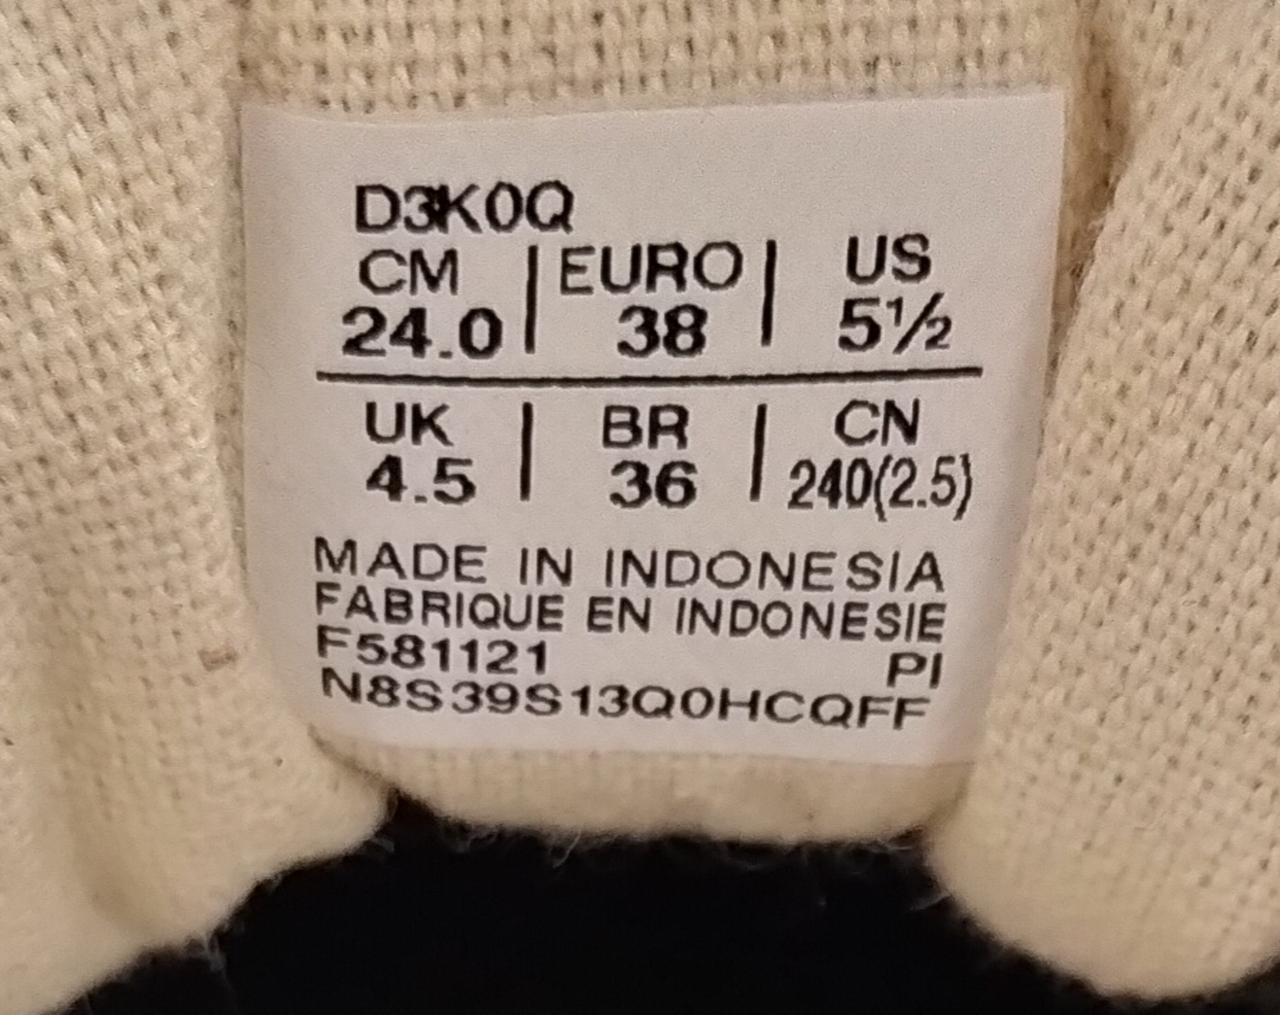 D3K0Q
CM | EURO | US
24.0 | 38 | 5½
UK | BR | CN
4.5 | 36 | 240(2.5)
MADE IN INDONESIA
FABRIQUE EN INDONESIE
F581121 PI
N8S39S13Q0HCQFF